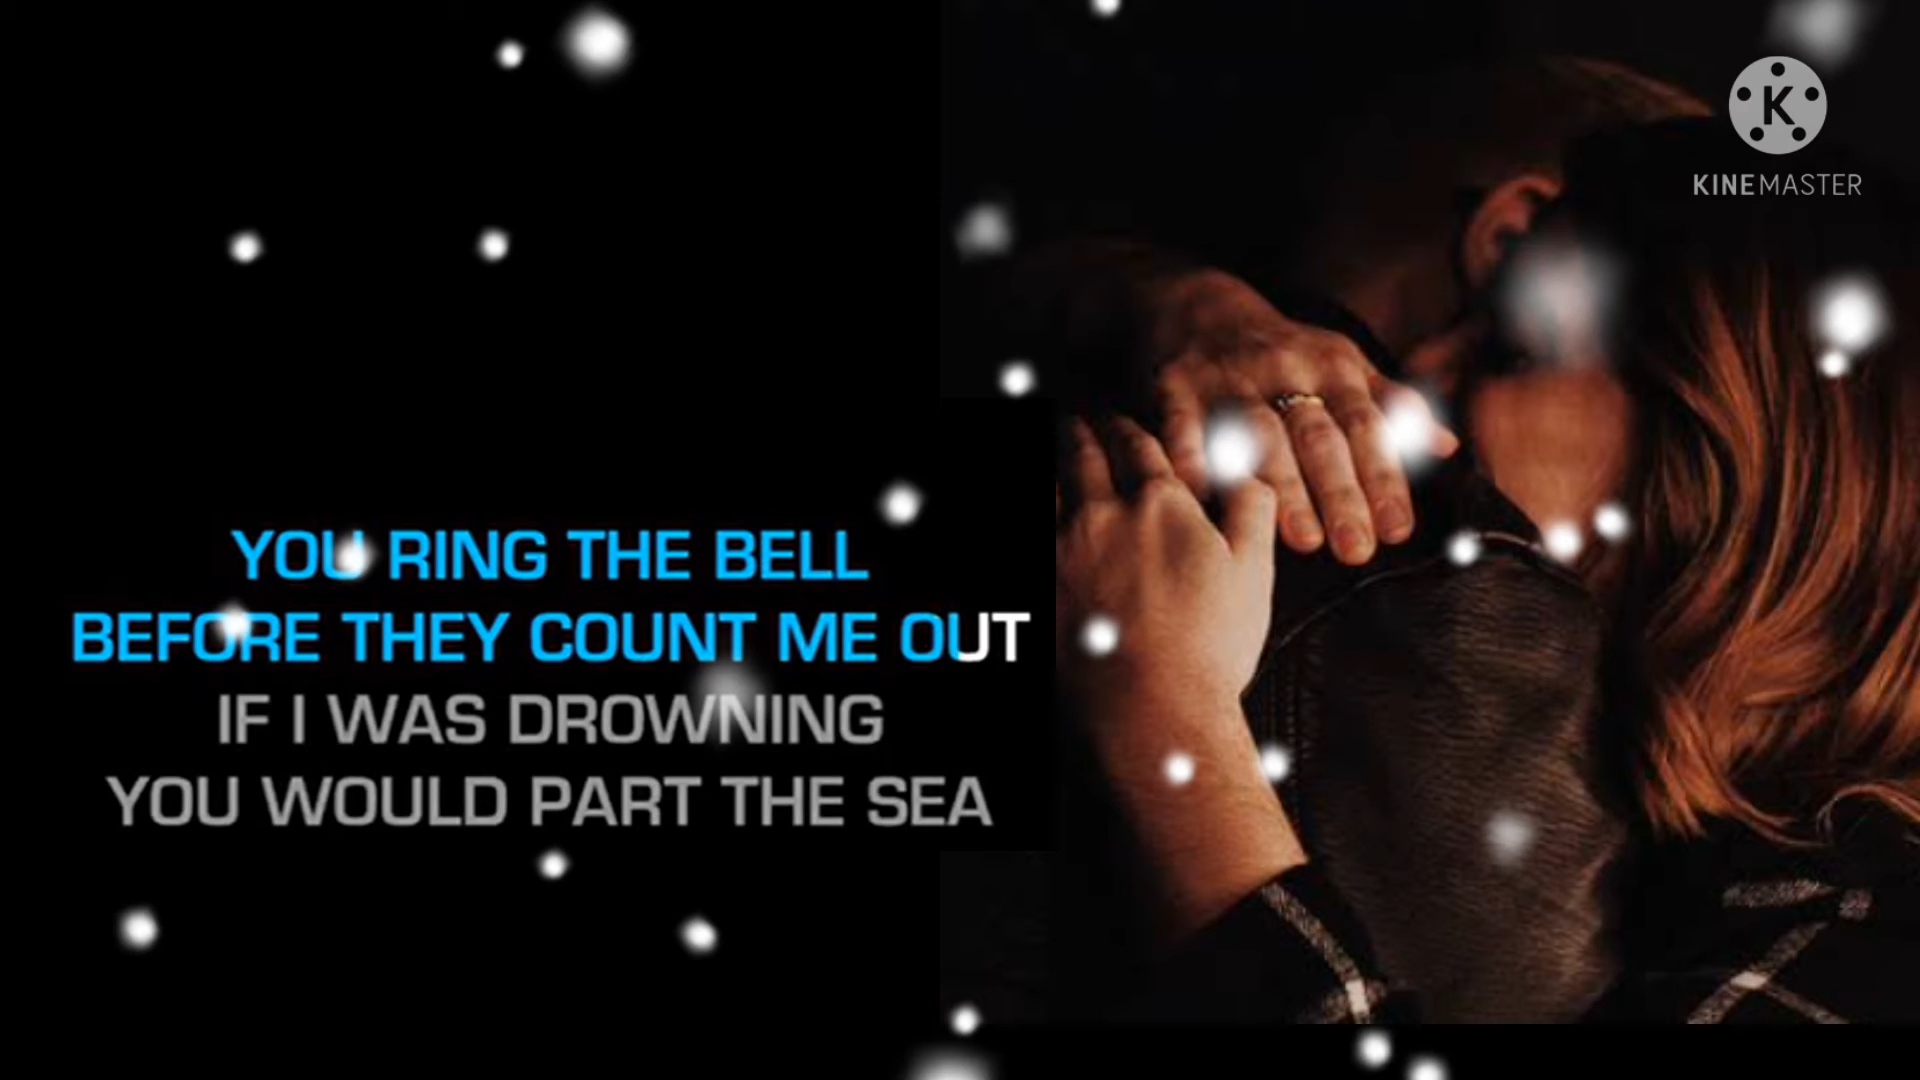 YOU RING THE BELL
BEFORE THEY COUNT ME OUT
IF I WAS DROWNING
YOU WOULD PART THE SEA
K
KINEMASTER